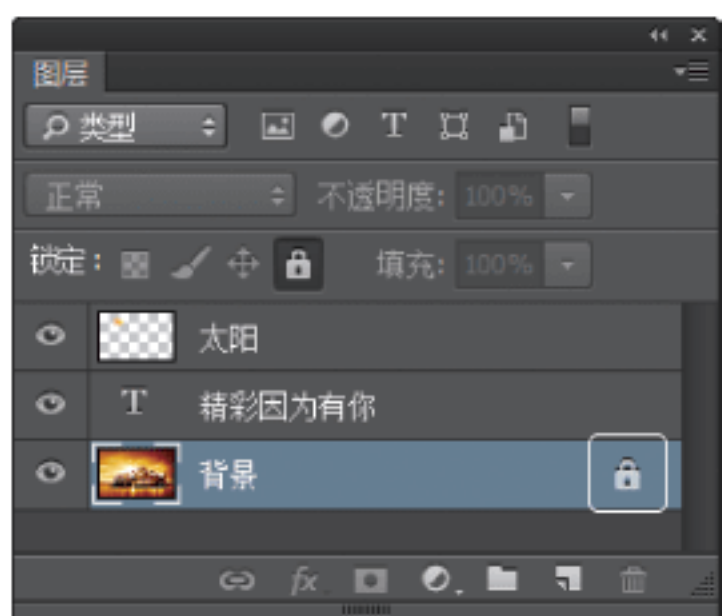 图层
类型
正常 不透明度: 100%
锁定: 填充: 100%
太阳
T 精彩因为有你
背景
fx